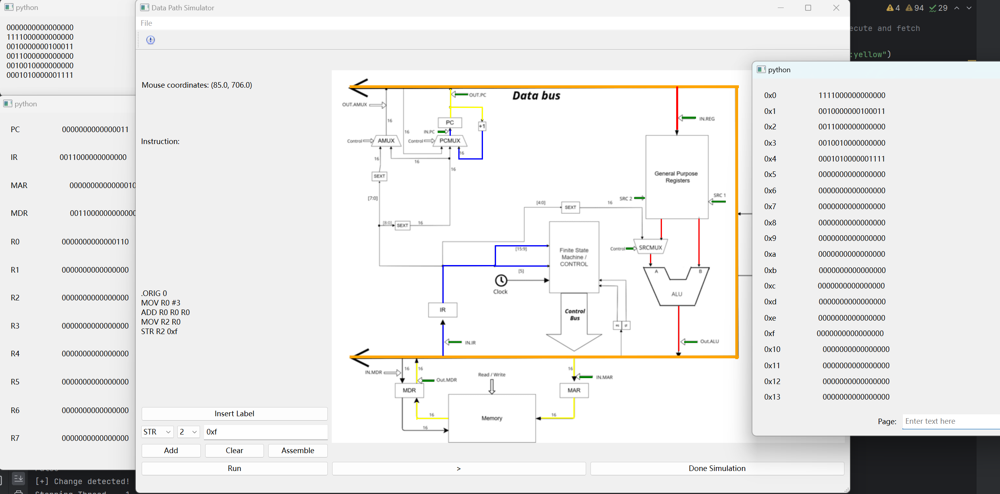 python
0000000000000000
1111000000000000
0010000000100011
0011000000000000
0010010000000000
0001010000001111
python
PC 0000000000000011
IR 0011000000000000
MAR 0000000000000010
MDR 0011000000000000
R0 0000000000000110
R1 0000000000000000
R2 0000000000000000
R3 0000000000000000
R4 0000000000000000
R5 0000000000000000
R6 0000000000000000
R7 0000000000000000
[+] Change detected!
Data Path Simulator
File
Mouse coordinates: (85.0, 706.0)
Instruction:
.ORIG 0
MOV R0 #3
ADD R0 R0 R0
MOV R2 R0
STR R2 0xf
Insert Label
STR 2 0xf
Add Clear Assemble
Run > Done Simulation
Data bus
OUT.PC
OUT.AMUX
16
PC
+1
IN.REG
16
IN.PC
Control AMUX Control PCMUX
16
16
16
16
SEXT
General Purpose
Registers
[7:0]
SRC 2
SRC 1
[4:0]
SEXT
16
[8:0] SEXT 16
[15:9]
Finite State
Machine /
CONTROL
Control SRCMUX
[5]
A B
Clock
ALU
IR
Control
Bus
eq gt
IN.IR
Out.ALU
16 16
16
IN.MDR
Out.MDR
Read / Write
IN.MAR
MDR
MAR
16
Memory
16
16
4 94 29
ecute and fetch
:yellow")
python
0x0 1111000000000000
0x1 0010000000100011
0x2 0011000000000000
0x3 0010010000000000
0x4 0001010000001111
0x5 0000000000000000
0x6 0000000000000000
0x7 0000000000000000
0x8 0000000000000000
0x9 0000000000000000
0xa 0000000000000000
0xb 0000000000000000
0xc 0000000000000000
0xd 0000000000000000
0xe 0000000000000000
0xf 0000000000000000
0x10 0000000000000000
0x11 0000000000000000
0x12 0000000000000000
0x13 0000000000000000
Page: Enter text here